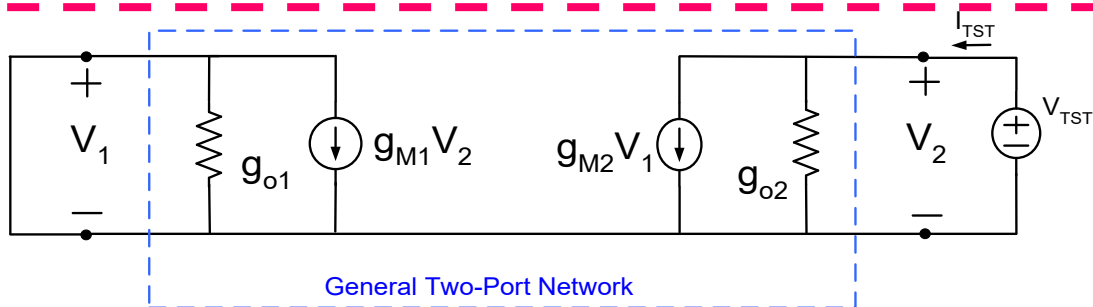 I_TST
+
V_1
−
g_o1
g_M1V_2
g_M2V_1
g_o2
+
V_2
−
+
−
V_TST
General Two-Port Network